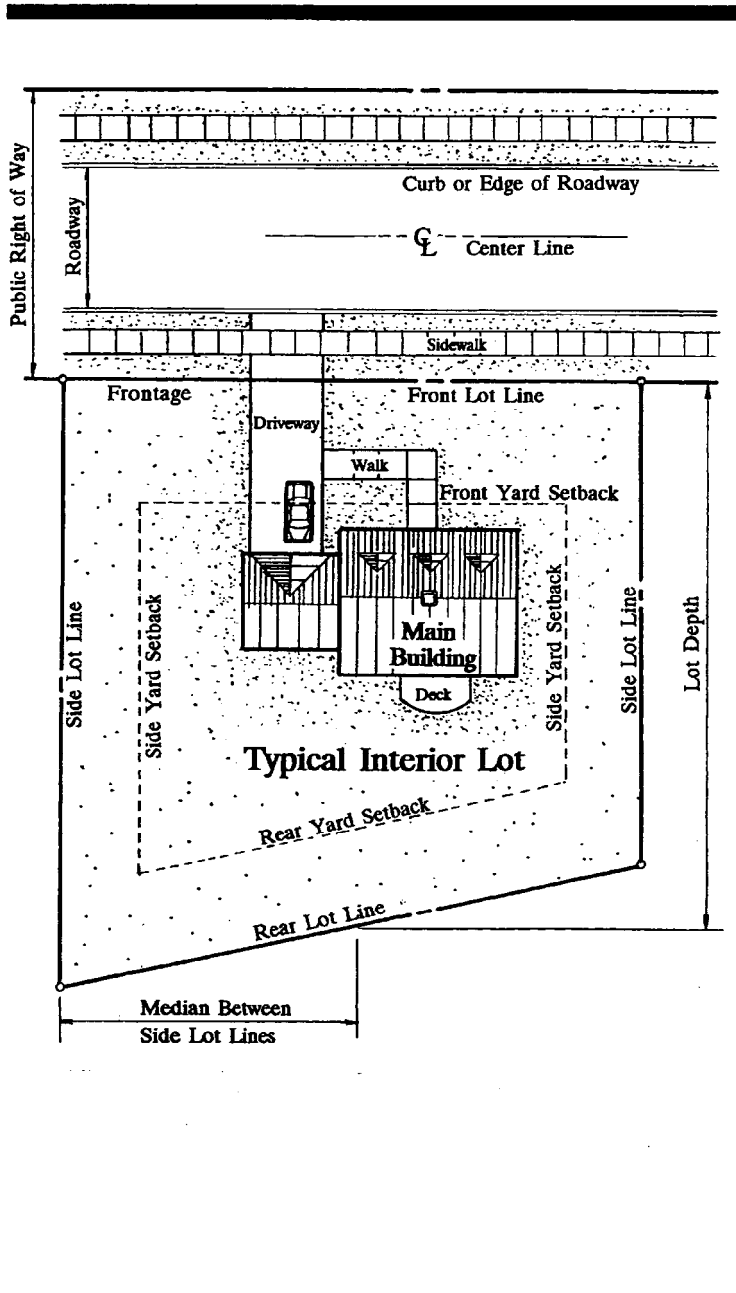 Public Right of Way
Roadway
Curb or Edge of Roadway
CL Center Line
Sidewalk
Frontage
Front Lot Line
Driveway
Walk
Front Yard Setback
Side Lot Line
Side Yard Setback
Main
Building
Deck
Side Yard Setback
Side Lot Line
Lot Depth
Typical Interior Lot
Rear Yard Setback
Rear Lot Line
Median Between
Side Lot Lines